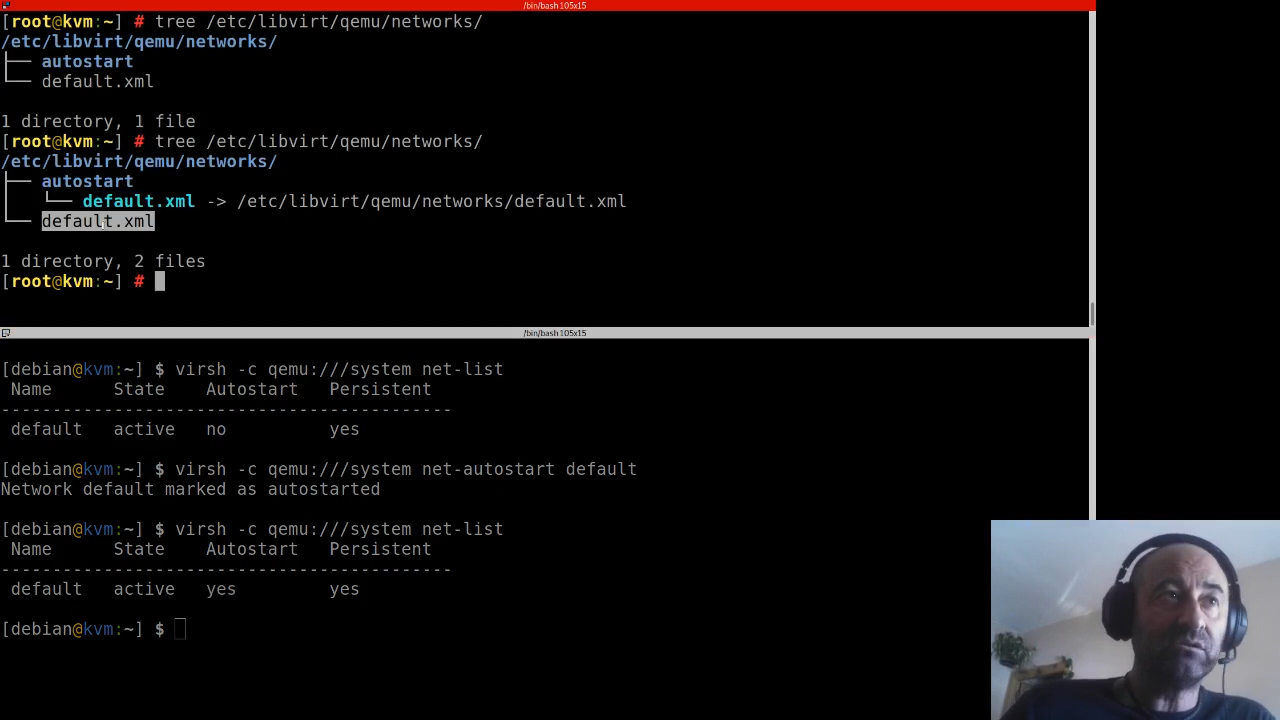 /bin/bash 105x15
[root@kvm:~] # tree /etc/libvirt/qemu/networks/
/etc/libvirt/qemu/networks/
├── autostart
└── default.xml
1 directory, 1 file
[root@kvm:~] # tree /etc/libvirt/qemu/networks/
/etc/libvirt/qemu/networks/
├── autostart
│   └── default.xml -> /etc/libvirt/qemu/networks/default.xml
└── default.xml
1 directory, 2 files
[root@kvm:~] #
/bin/bash 105x15
[debian@kvm:~] $ virsh -c qemu:///system net-list
Name State Autostart Persistent
--------------------------------------------
default active no yes
[debian@kvm:~] $ virsh -c qemu:///system net-autostart default
Network default marked as autostarted
[debian@kvm:~] $ virsh -c qemu:///system net-list
Name State Autostart Persistent
--------------------------------------------
default active yes yes
[debian@kvm:~] $